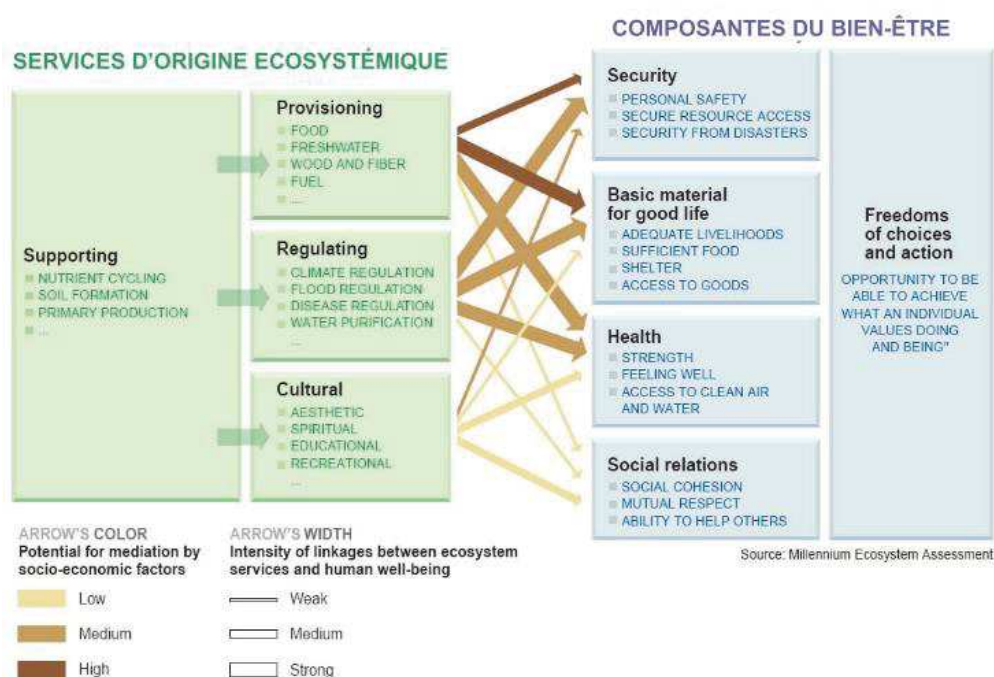 COMPOSANTES DU BIEN-ÊTRE
SERVICES D'ORIGINE ECOSYSTÉMIQUE
Supporting
NUTRIENT CYCLING
SOIL FORMATION
PRIMARY PRODUCTION
...
Provisioning
FOOD
FRESHWATER
WOOD AND FIBER
FUEL
....
Regulating
CLIMATE REGULATION
FLOOD REGULATION
DISEASE REGULATION
WATER PURIFICATION
...
Cultural
AESTHETIC
SPIRITUAL
EDUCATIONAL
RECREATIONAL
...
Security
PERSONAL SAFETY
SECURE RESOURCE ACCESS
SECURITY FROM DISASTERS
Basic material
for good life
ADEQUATE LIVELIHOODS
SUFFICIENT FOOD
SHELTER
ACCESS TO GOODS
Health
STRENGTH
FEELING WELL
ACCESS TO CLEAN AIR
AND WATER
Social relations
SOCIAL COHESION
MUTUAL RESPECT
ABILITY TO HELP OTHERS
Freedoms
of choices
and action
OPPORTUNITY TO BE
ABLE TO ACHIEVE
WHAT AN INDIVIDUAL
VALUES DOING
AND BEING"
Source: Millennium Ecosystem Assessment
ARROW'S COLOR
Potential for mediation by
socio-economic factors
Low
Medium
High
ARROW'S WIDTH
Intensity of linkages between ecosystem
services and human well-being
Weak
Medium
Strong